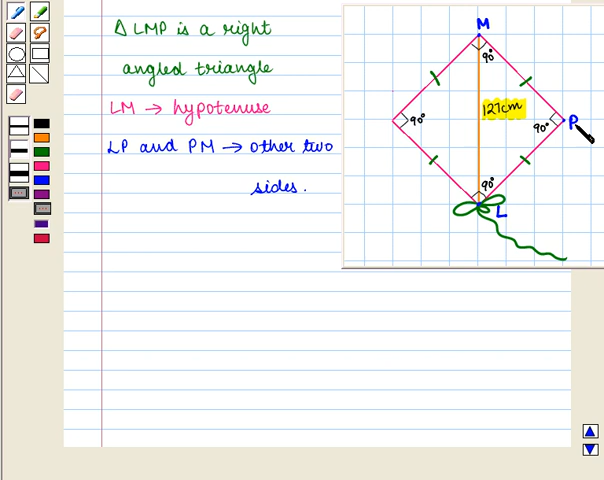 Δ LMP is a right
angled triangle
LM → hypotenuse
LP and PM → other two
sides.
M
90°
127cm
90°
90°
P
90°
L